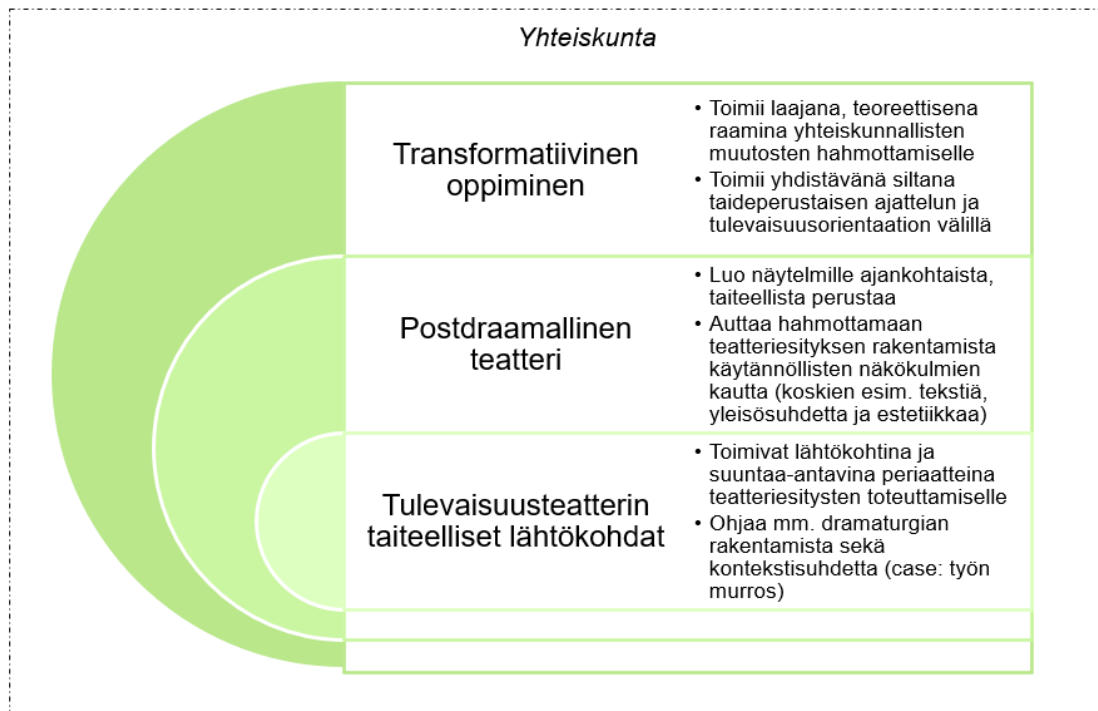 Yhteiskunta
Transformatiivinen
oppiminen
• Toimii laajana, teoreettisena
raamina yhteiskunnallisten
muutosten hahmottamiselle
• Toimii yhdistävänä siltana
taideperustaisen ajattelun ja
tulevaisuusorientaation välillä
Postdraamallinen
teatteri
• Luo näytelmille ajankohtaista,
taiteellista perustaa
• Auttaa hahmottamaan
teatteriesityksen rakentamista
käytännöllisten näkökulmien
kautta (koskien esim. tekstiä,
yleisösuhdetta ja estetiikkaa)
Tulevaisuusteatterin
taiteelliset lähtökohdat
• Toimivat lähtökohtina ja
suuntaa-antavina periaatteina
teatteriesitysten toteuttamiselle
• Ohjaa mm. dramaturgian
rakentamista sekä
kontekstisuhdetta (case: työn
murros)